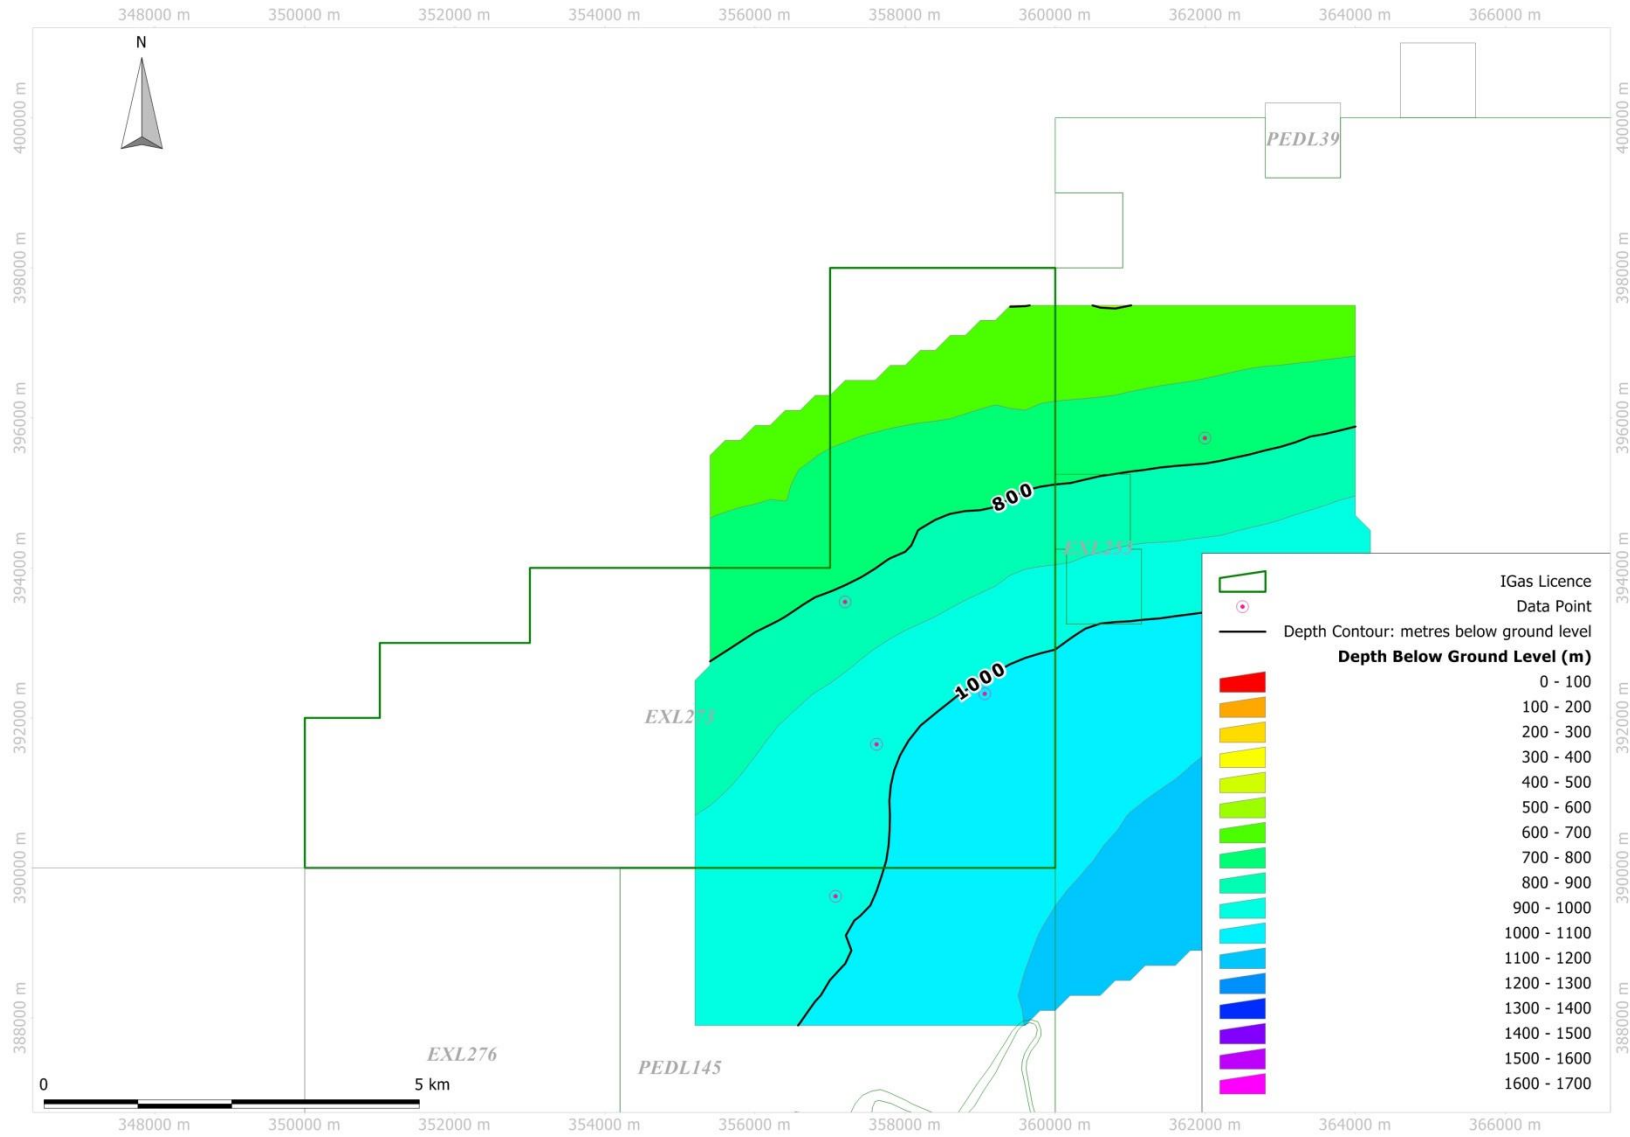 348000 m 350000 m 352000 m 354000 m 356000 m 358000 m 360000 m 362000 m 364000 m 366000 m
N
400000 m
400000 m
PEDL39
398000 m
398000 m
396000 m
396000 m
800
394000 m
394000 m
1000
392000 m
392000 m
390000 m
390000 m
388000 m
388000 m
EXL276
PEDL145
IGas Licence
Data Point
Depth Contour: metres below ground level
Depth Below Ground Level (m)
0 - 100
100 - 200
200 - 300
300 - 400
400 - 500
500 - 600
600 - 700
700 - 800
800 - 900
900 - 1000
1000 - 1100
1100 - 1200
1200 - 1300
1300 - 1400
1400 - 1500
1500 - 1600
1600 - 1700
0 5 km
348000 m 350000 m 352000 m 354000 m 356000 m 358000 m 360000 m 362000 m 364000 m 366000 m